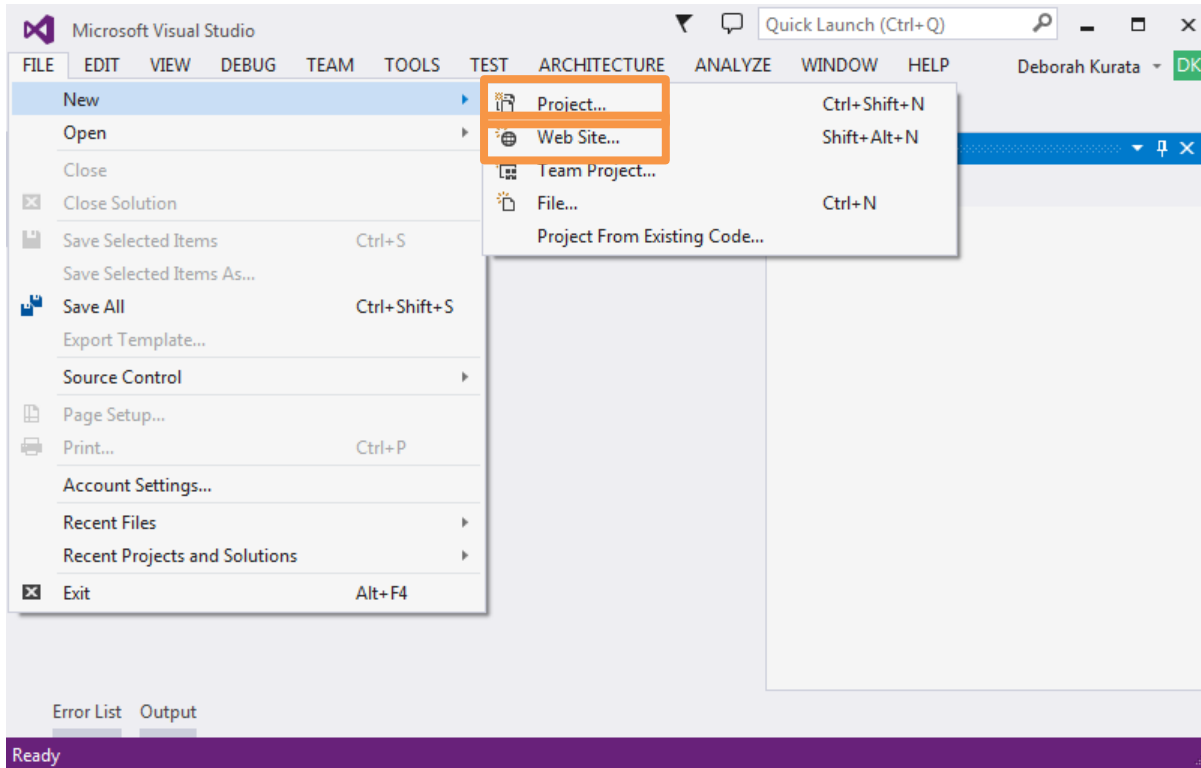 Microsoft Visual Studio Quick Launch (Ctrl+Q)
FILE EDIT VIEW DEBUG TEAM TOOLS TEST ARCHITECTURE ANALYZE WINDOW HELP Deborah Kurata DK
New
Open
Close
Close Solution
Save Selected Items Ctrl+S
Save Selected Items As...
Save All Ctrl+Shift+S
Export Template...
Source Control
Page Setup...
Print... Ctrl+P
Account Settings...
Recent Files
Recent Projects and Solutions
Exit Alt+F4
Project... Ctrl+Shift+N
Web Site... Shift+Alt+N
Team Project...
File... Ctrl+N
Project From Existing Code...
Error List Output
Ready